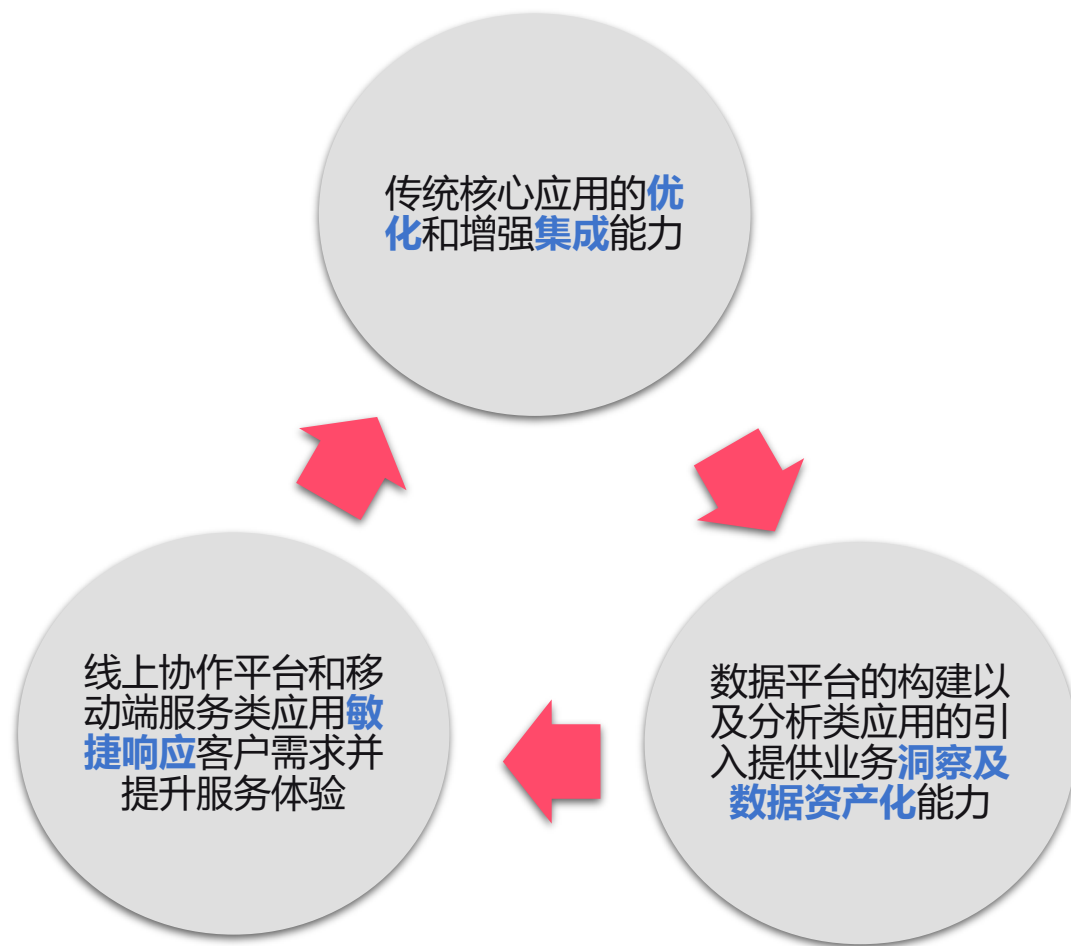 传统核心应用的优
化和增强集成能力
线上协作平台和移
动端服务类应用敏
捷响应客户需求并
提升服务体验
数据平台的构建以
及分析类应用的引
入提供业务洞察及
数据资产化能力